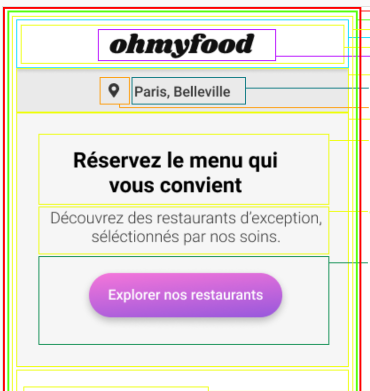 ohmyfood
Paris, Belleville
Réservez le menu qui
vous convient
Découvrez des restaurants d'exception,
séléctionnés par nos soins.
Explorer nos restaurants